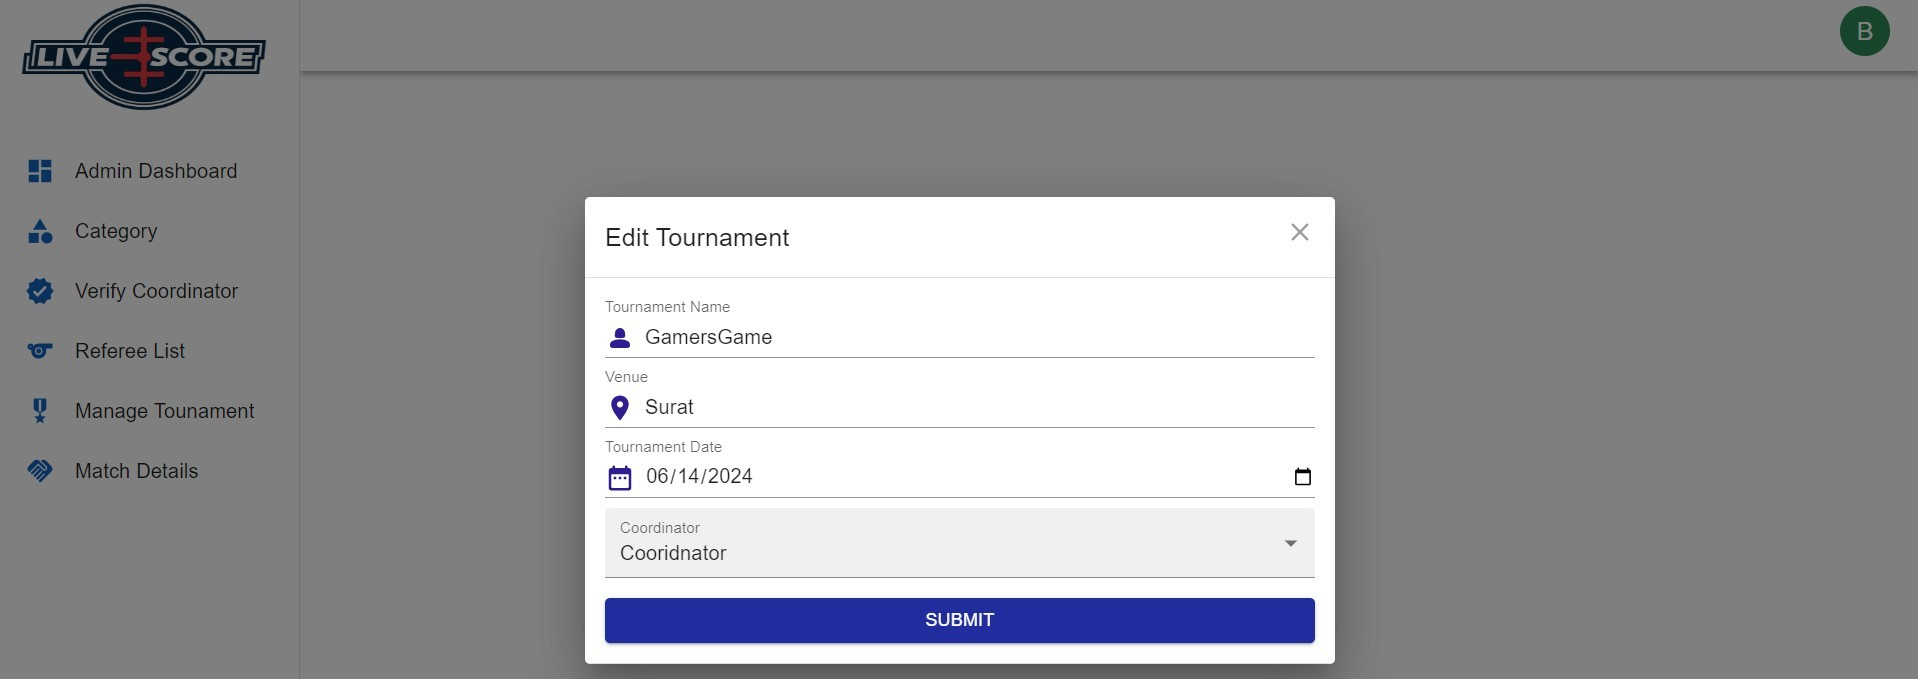 LIVE SCORE
B
Admin Dashboard
Category
Verify Coordinator
Referee List
Manage Tounament
Match Details
Edit Tournament
Tournament Name
GamersGame
Venue
Surat
Tournament Date
06/14/2024
Coordinator
Cooridnator
SUBMIT